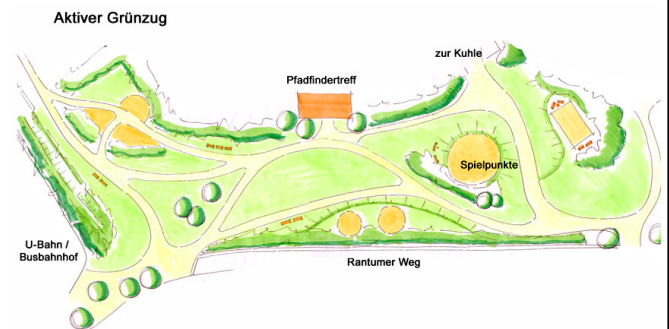 Aktiver Grünzug
zur Kuhle
Pfadfindertreff
Spielpunkte
U-Bahn /
Busbahnhof
Rantumer Weg